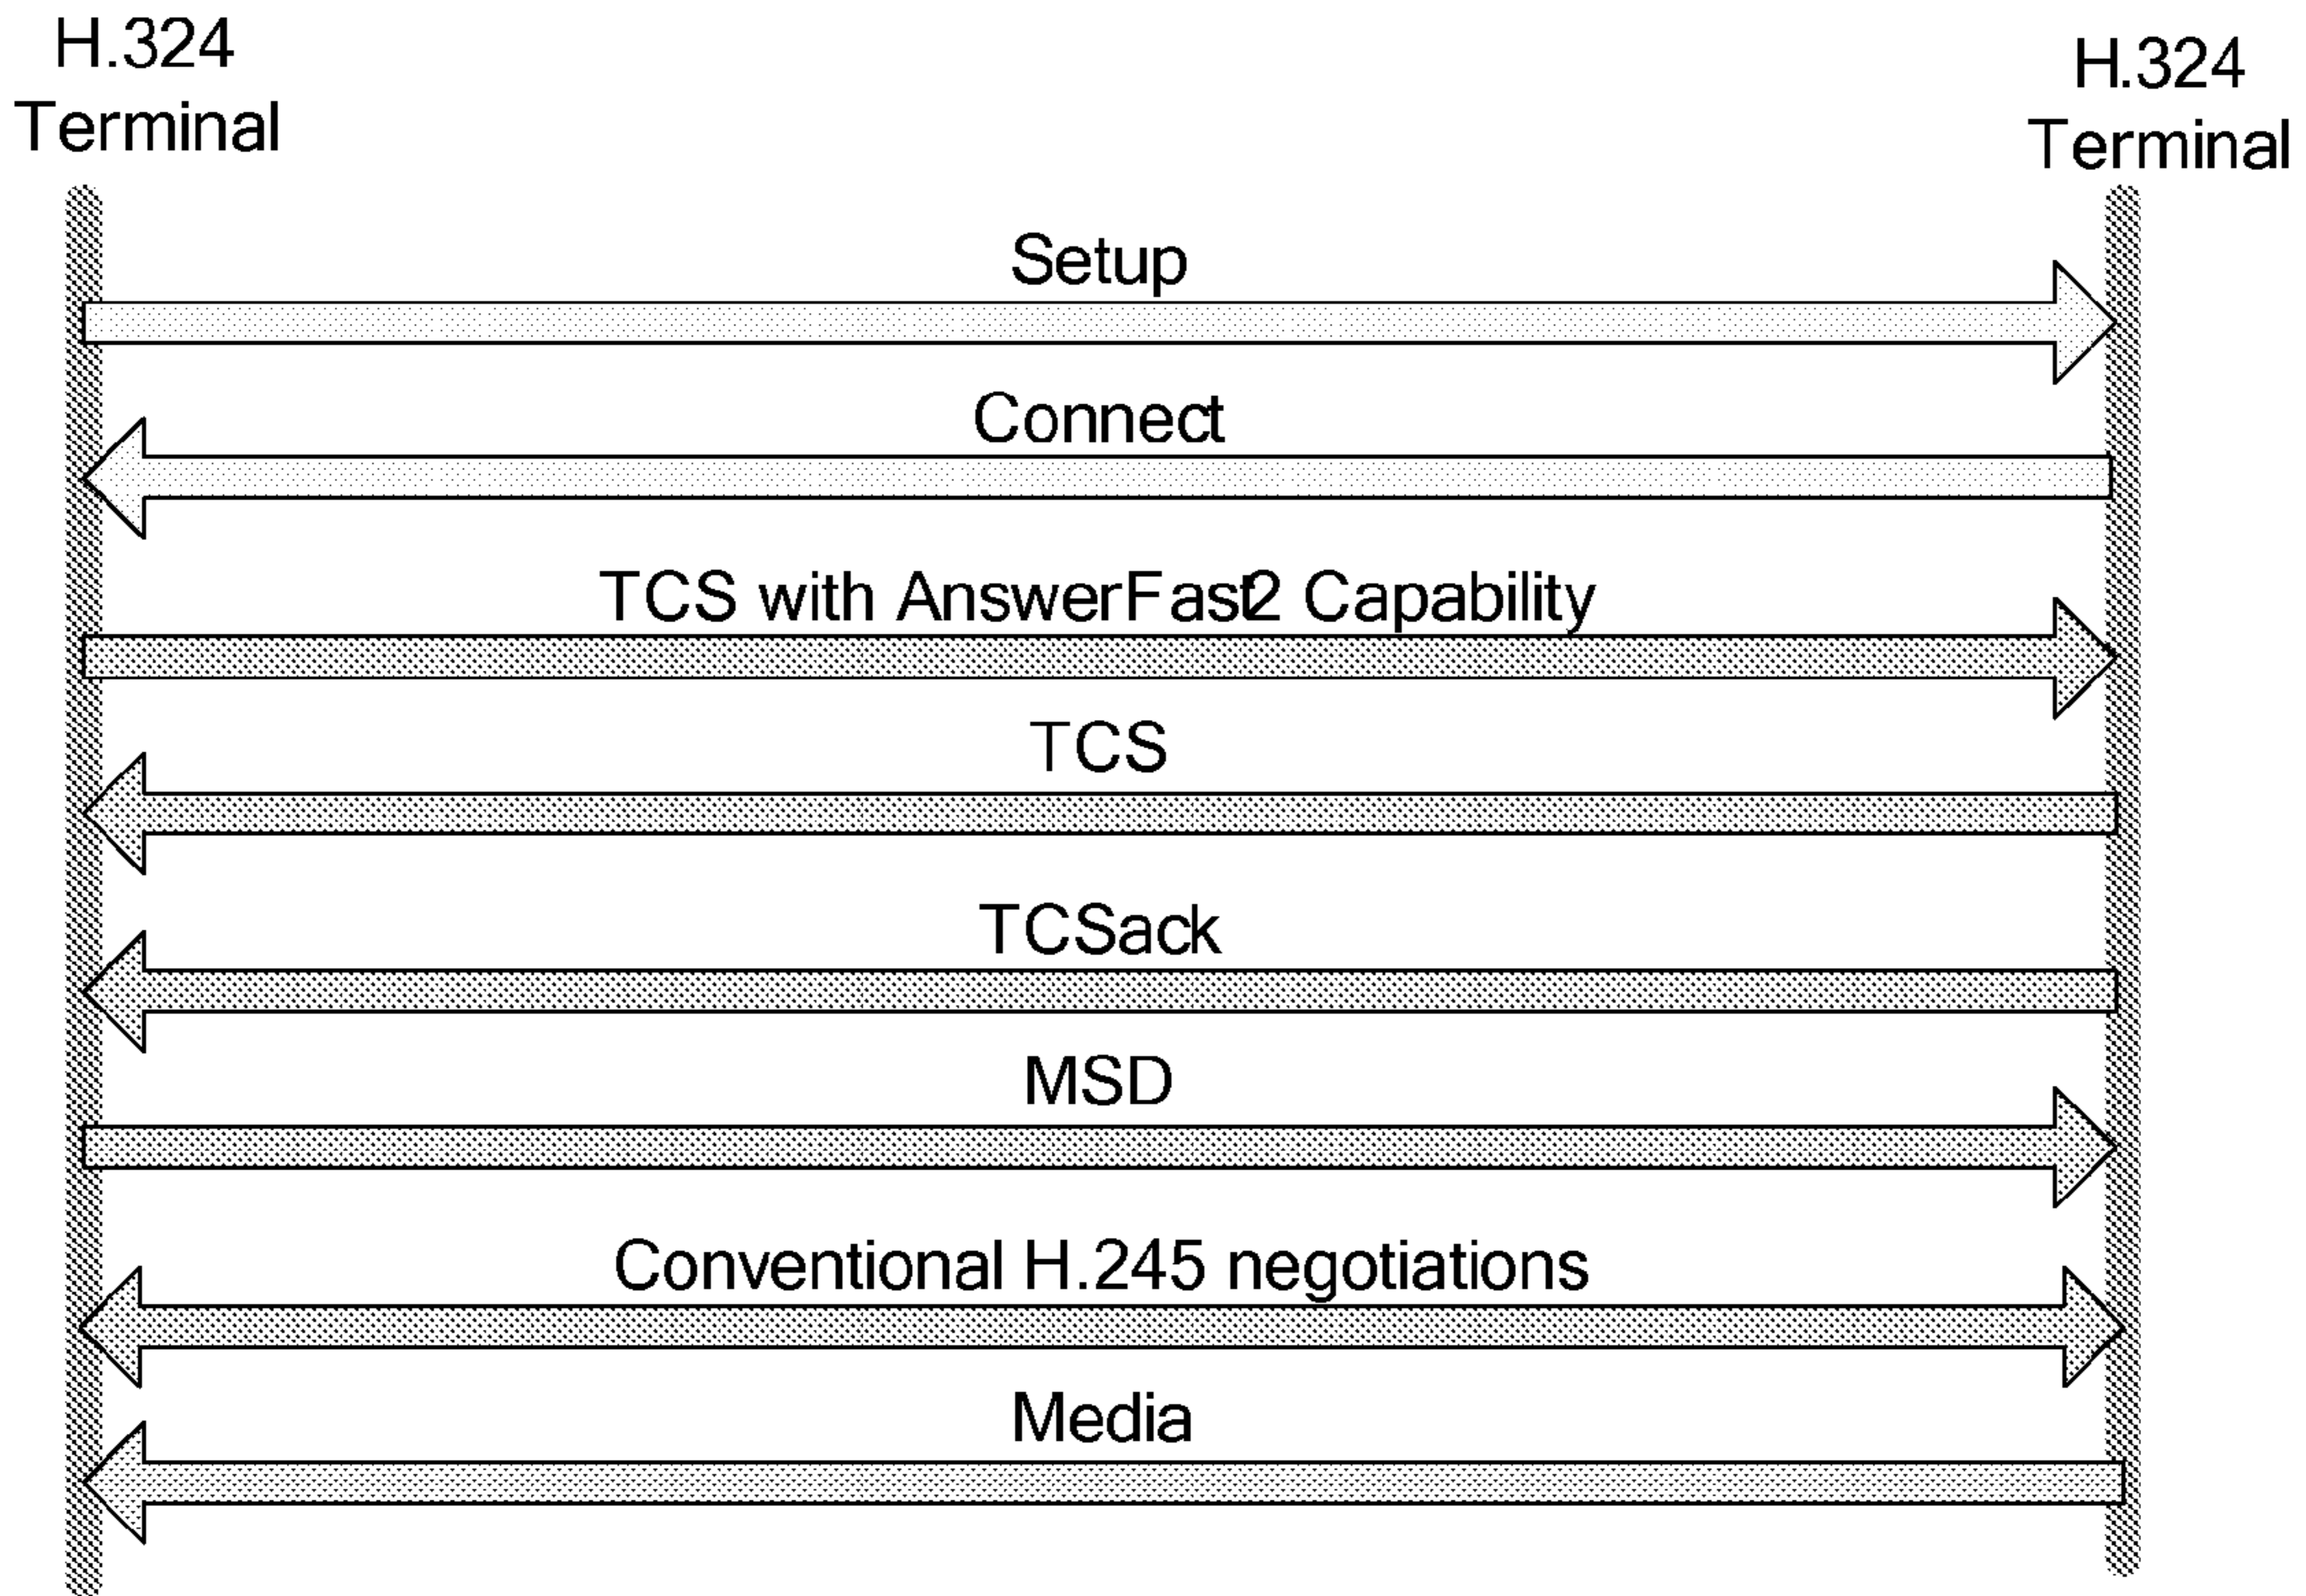 H.324
Terminal
H.324
Terminal
Setup
Connect
TCS with AnswerFast2 Capability
TCS
TCSack
MSD
Conventional H.245 negotiations
Media